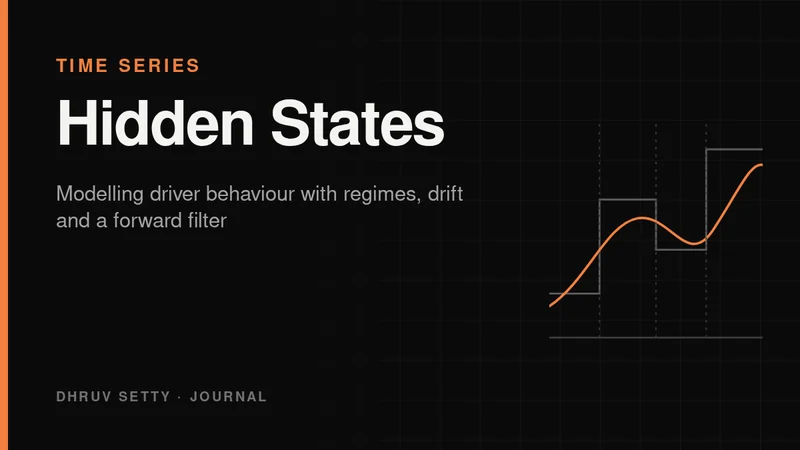 TIME SERIES
Hidden States
Modelling driver behaviour with regimes, drift
and a forward filter
DHRUV SETTY · JOURNAL